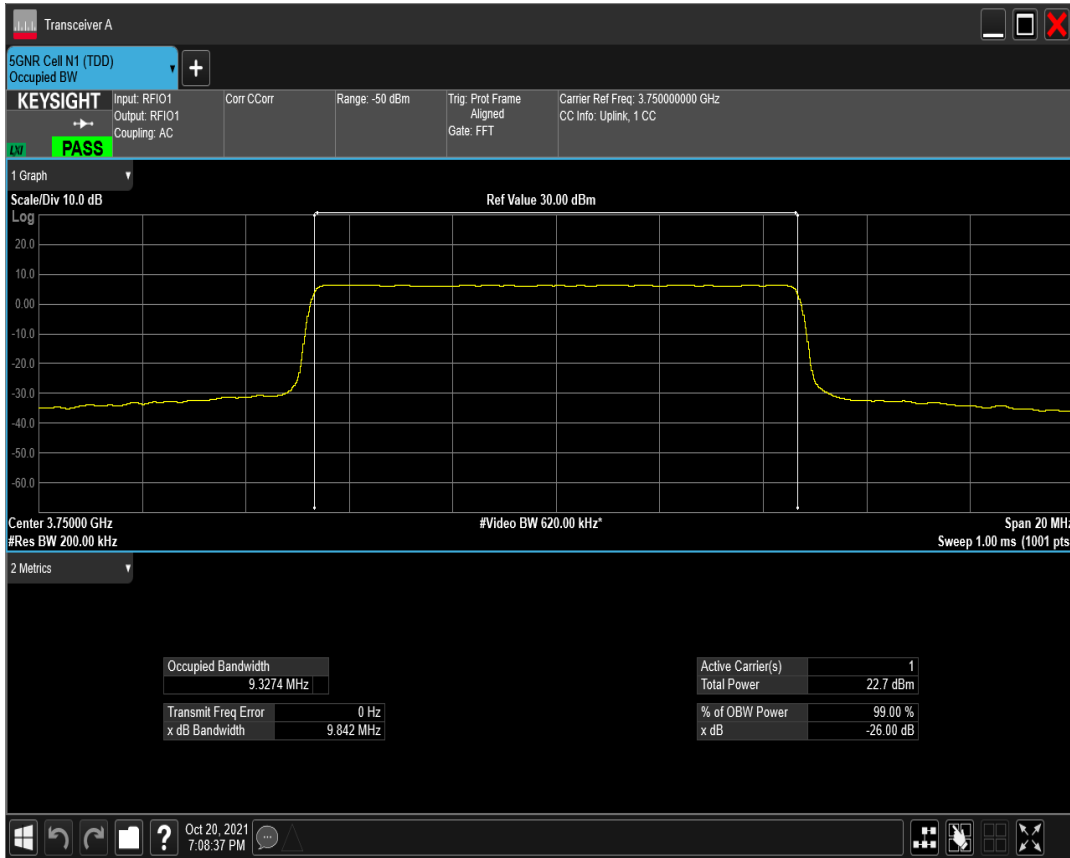 Transceiver A
5GNR Cell N1 (TDD)
Occupied BW
+
KEYSIGHT
LXI
PASS
Input: RFIO1
Output: RFIO1
Coupling: AC
Corr CCorr
Range: -50 dBm
Trig: Prot Frame
Aligned
Gate: FFT
Carrier Ref Freq: 3.750000000 GHz
CC Info: Uplink, 1 CC
1 Graph
Scale/Div 10.0 dB
Ref Value 30.00 dBm
Log
20.0
10.0
0.00
-10.0
-20.0
-30.0
-40.0
-50.0
-60.0
Center 3.75000 GHz
#Video BW 620.00 kHz*
Span 20 MHz
#Res BW 200.00 kHz
Sweep 1.00 ms (1001 pts
2 Metrics
Occupied Bandwidth
9.3274 MHz
Transmit Freq Error 0 Hz
x dB Bandwidth 9.842 MHz
Active Carrier(s) 1
Total Power 22.7 dBm
% of OBW Power 99.00 %
x dB -26.00 dB
?
Oct 20, 2021
7:08:37 PM